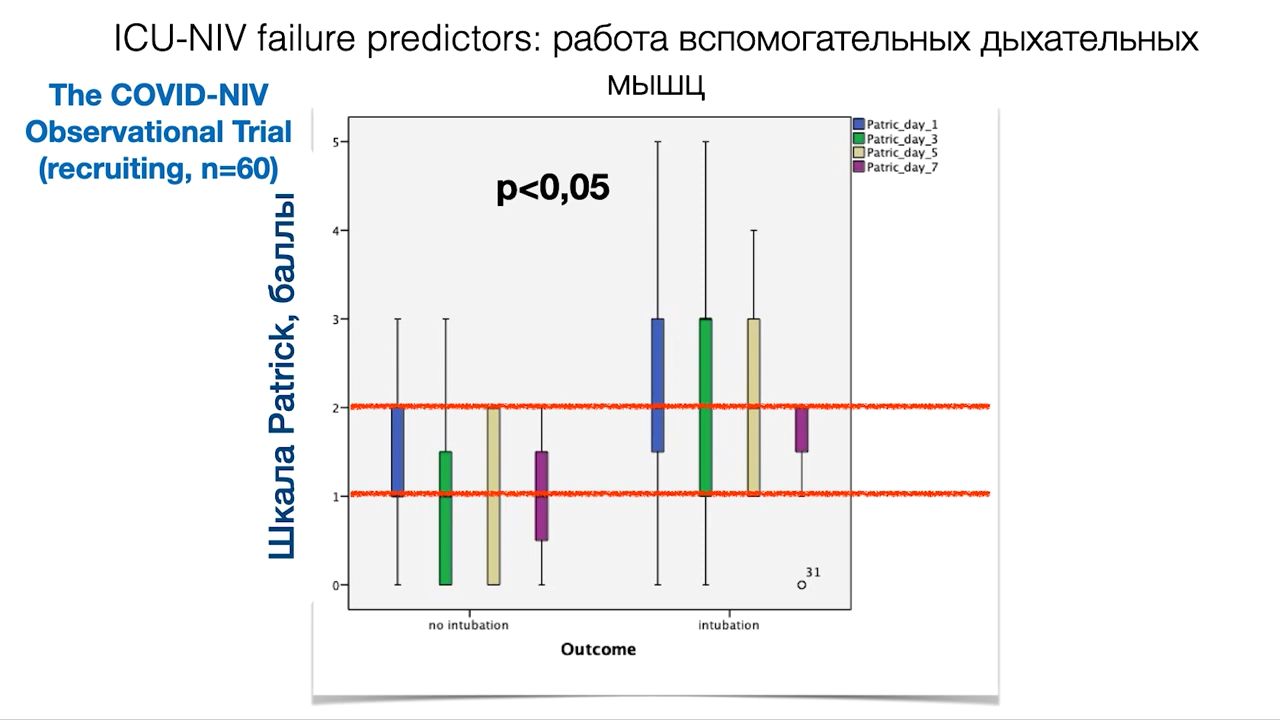 ICU-NIV failure predictors: работа вспомогательных дыхательных
мышц
The COVID-NIV
Observational Trial
(recruiting, n=60)
Шкала Patrick, баллы
p<0,05
5
4
3
2
1
0
Patric_day_1
Patric_day_3
Patric_day_5
Patric_day_7
31
no intubation
intubation
Outcome